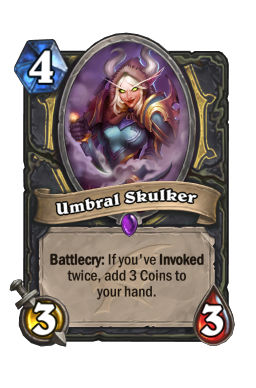 4
Umbral Skulker
Battlecry: If you've Invoked
twice, add 3 Coins to
your hand.
3 3